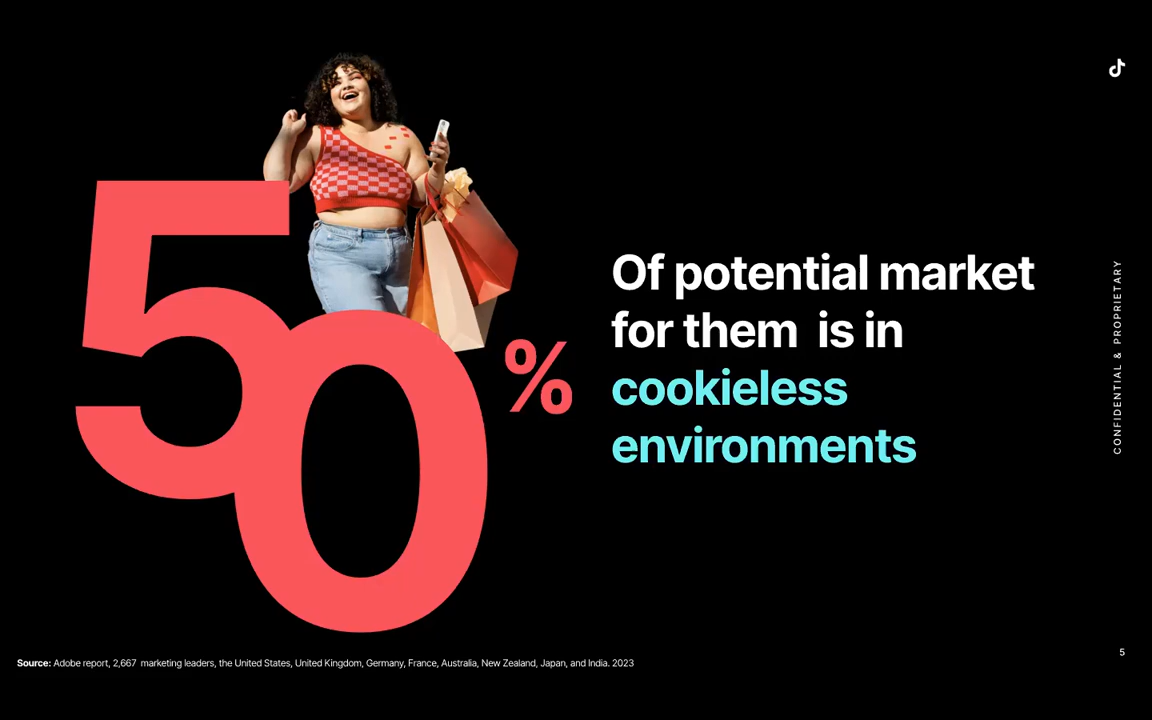 50%
Of potential market
for them  is in
cookieless
environments
CONFIDENTIAL & PROPRIETARY
Source: Adobe report, 2,667  marketing leaders, the United States, United Kingdom, Germany, France, Australia, New Zealand, Japan, and India. 2023
5